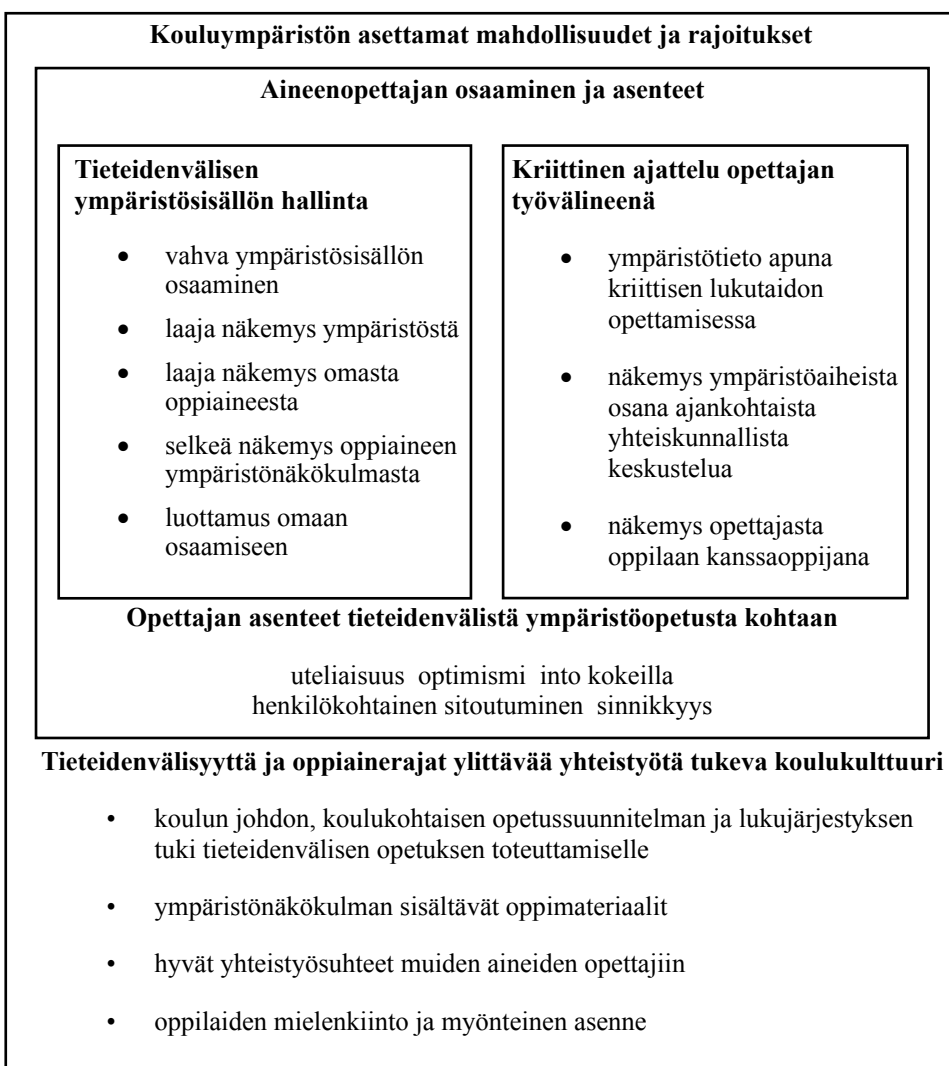 Kouluympäristön asettamat mahdollisuudet ja rajoitukset
Aineenopettajan osaaminen ja asenteet
Tieteidenvälisen
ympäristösisällön hallinta
• vahva ympäristösisällön
osaaminen
• laaja näkemys ympäristöstä
• laaja näkemys omasta
oppiaineesta
• selkeä näkemys oppiaineen
ympäristönäkökulmasta
• luottamus omaan
osaamiseen
Kriittinen ajattelu opettajan
työvälineenä
• ympäristötieto apuna
kriittisen lukutaidon
opettamisessa
• näkemys ympäristöaiheista
osana ajankohtaista
yhteiskunnallista
keskustelua
• näkemys opettajasta
oppilaan kanssaoppijana
Opettajan asenteet tieteidenvälistä ympäristöopetusta kohtaan
uteliaisuus optimismi into kokeilla
henkilökohtainen sitoutuminen sinnikkyys
Tieteidenvälisyyttä ja oppiainerajat ylittävää yhteistyötä tukeva koulukulttuuri
• koulun johdon, koulukohtaisen opetussuunnitelman ja lukujärjestyksen
tuki tieteidenvälisen opetuksen toteuttamiselle
• ympäristönäkökulman sisältävät oppimateriaalit
• hyvät yhteistyösuhteet muiden aineiden opettajiin
• oppilaiden mielenkiinto ja myönteinen asenne